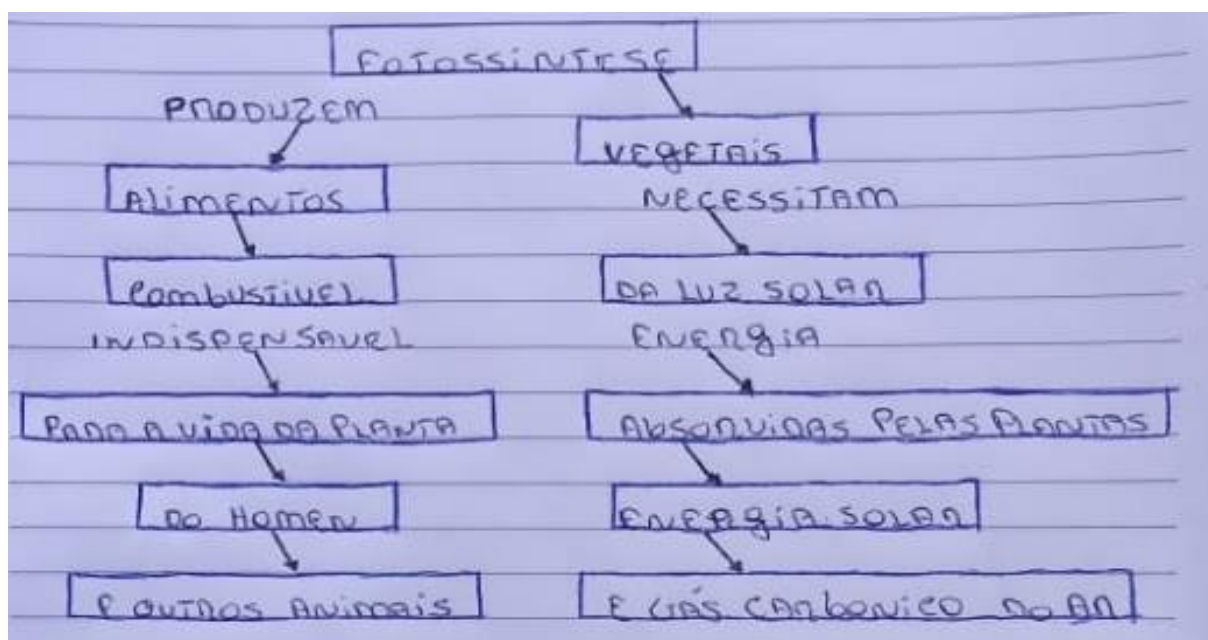 FOTOSSINTESE
PRODUZEM
VEGETAIS
ALIMENTOS
NECESSITAM
COMBUSTIVEL
DA LUZ SOLAR
INDISPENSAVEL
ENERGIA
PARA A VIDA DA PLANTA
ABSORVIDAS PELAS PLANTAS
DO HOMEN
ENERGIA SOLAR
E OUTROS ANIMAIS
E GÁS CARBONICO DO AR